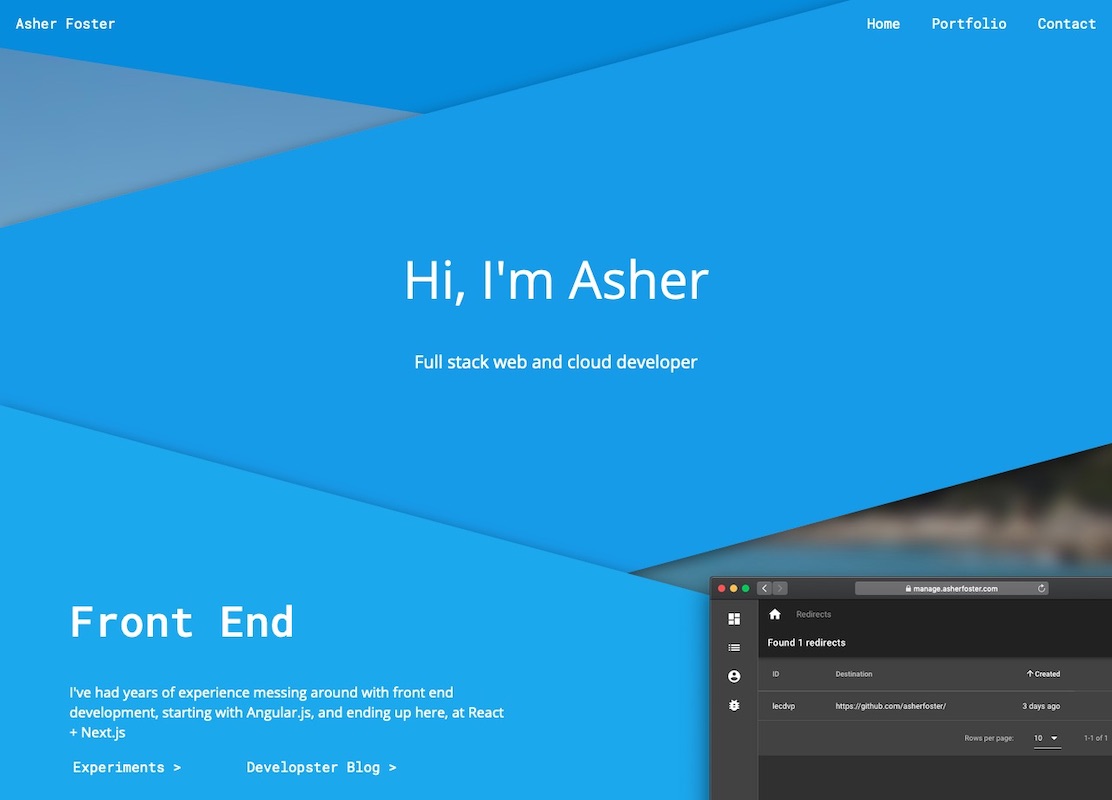 Asher Foster
Home Portfolio Contact
Hi, I'm Asher
Full stack web and cloud developer
Front End
I've had years of experience messing around with front end
development, starting with Angular.js, and ending up here, at React
+ Next.js
Experiments >
Developster Blog >
manage.asherfoster.com
Redirects
Found 1 redirects
ID Destination Created
lecdvp https://github.com/asherfoster/ 3 days ago
Rows per page: 10 1-1 of 1